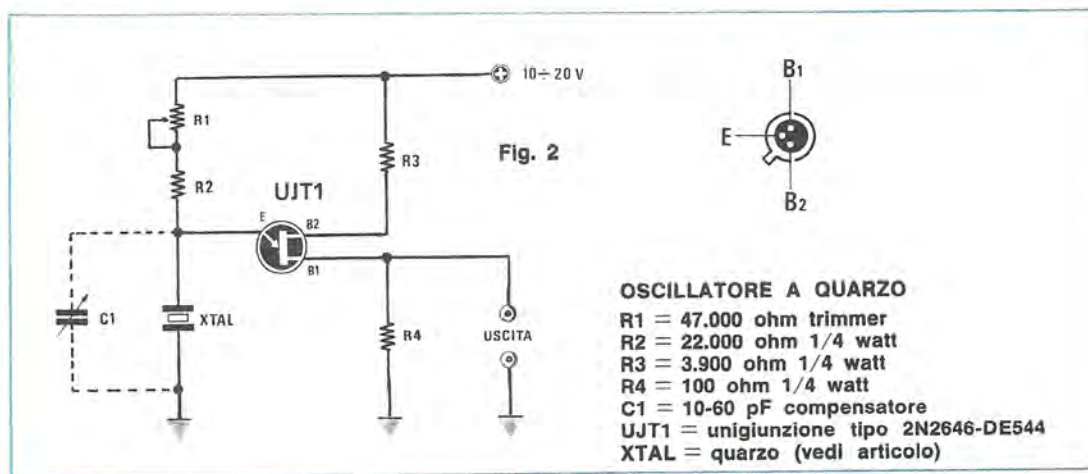 10÷20 V
R1
R3
Fig. 2
R2
UJT1
E
B2
B1
C1
XTAL
R4
USCITA
B1
E
B2
OSCILLATORE A QUARZO
R1 = 47.000 ohm trimmer
R2 = 22.000 ohm 1/4 watt
R3 = 3.900 ohm 1/4 watt
R4 = 100 ohm 1/4 watt
C1 = 10-60 pF compensatore
UJT1 = unigiunzione tipo 2N2646-DE544
XTAL = quarzo (vedi articolo)